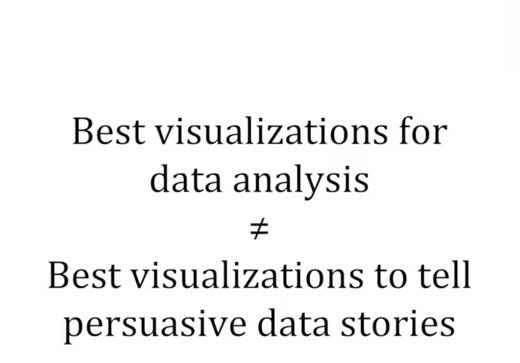 Best visualizations for
data analysis
≠
Best visualizations to tell
persuasive data stories